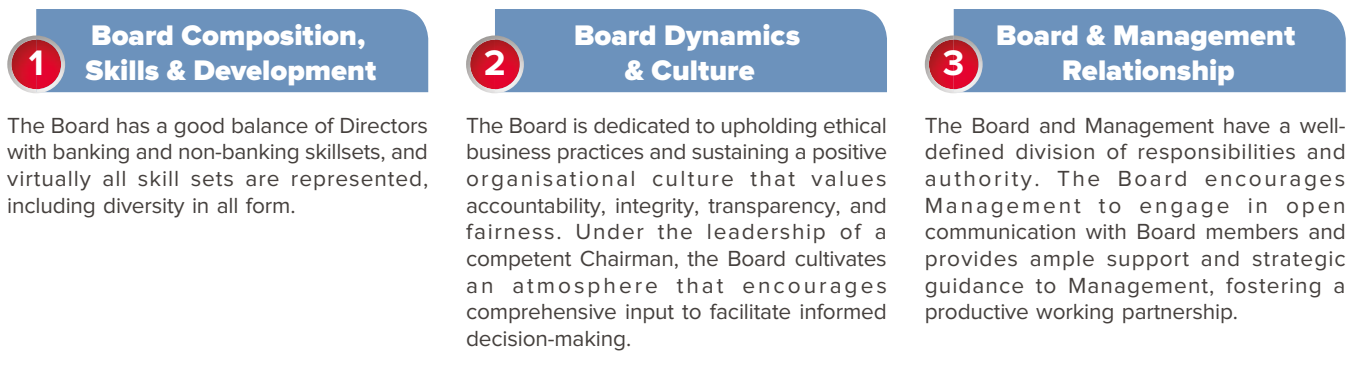 1
Board Composition,
Skills & Development
The Board has a good balance of Directors
with banking and non-banking skillsets, and
virtually all skill sets are represented,
including diversity in all form.
2
Board Dynamics
& Culture
The Board is dedicated to upholding ethical
business practices and sustaining a positive
organisational culture that values
accountability, integrity, transparency, and
fairness. Under the leadership of a
competent Chairman, the Board cultivates
an atmosphere that encourages
comprehensive input to facilitate informed
decision-making.
3
Board & Management
Relationship
The Board and Management have a well-
defined division of responsibilities and
authority. The Board encourages
Management to engage in open
communication with Board members and
provides ample support and strategic
guidance to Management, fostering a
productive working partnership.